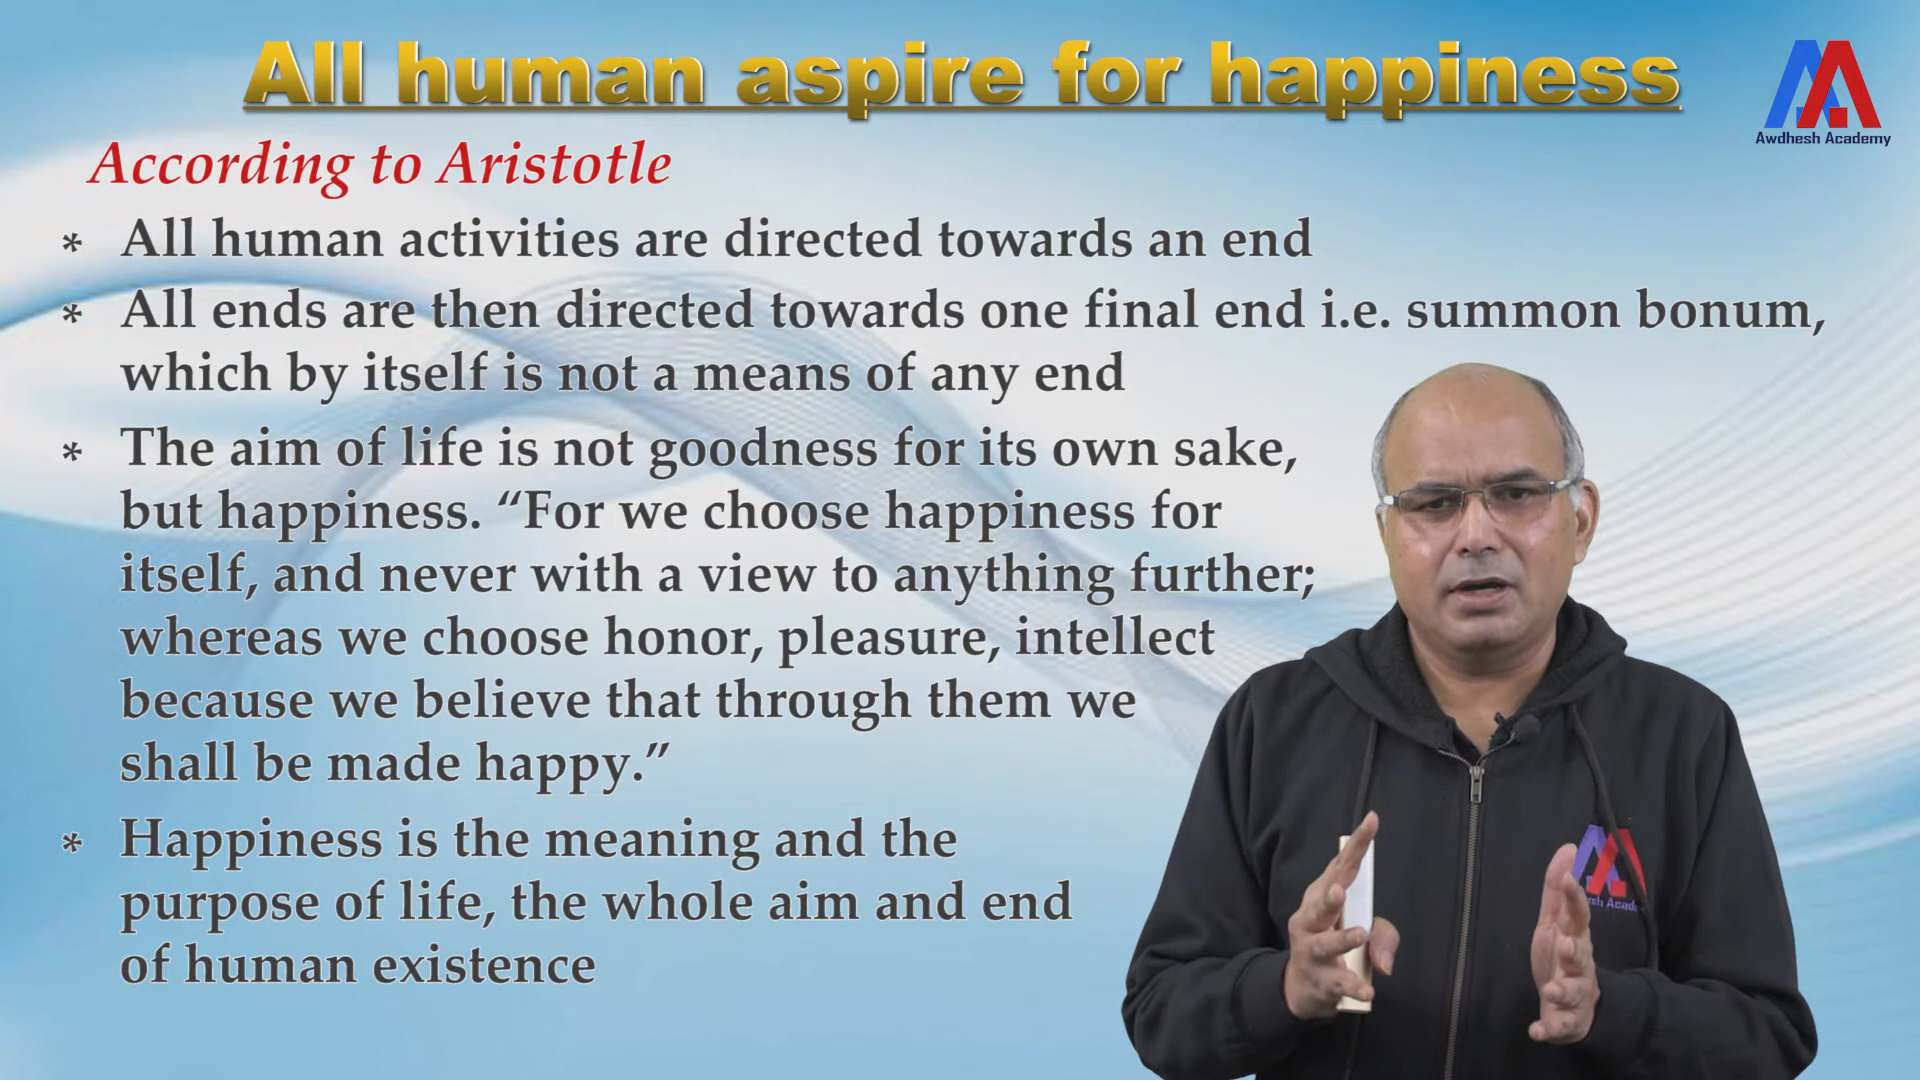 All human aspire for happiness
Awdhesh Academy
According to Aristotle
* All human activities are directed towards an end
* All ends are then directed towards one final end i.e. summon bonum,
which by itself is not a means of any end
* The aim of life is not goodness for its own sake,
but happiness. “For we choose happiness for
itself, and never with a view to anything further;
whereas we choose honor, pleasure, intellect
because we believe that through them we
shall be made happy.”
* Happiness is the meaning and the
purpose of life, the whole aim and end
of human existence
Academy